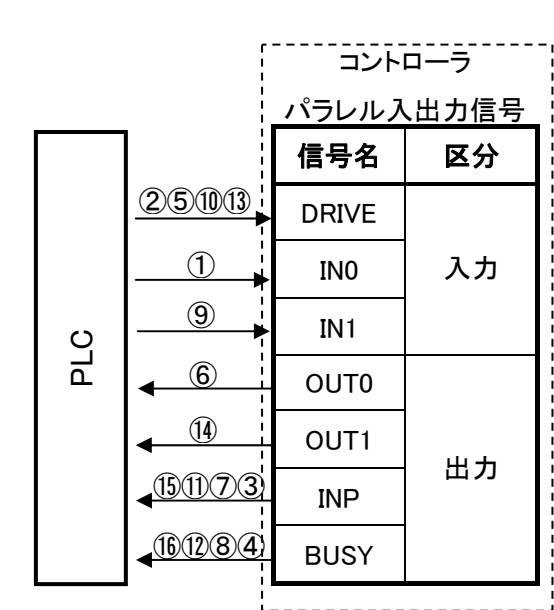 コントローラ
パラレル入出力信号
信号名 区分
②⑤⑩⑬ DRIVE
① IN0 入力
⑨ IN1
PLC
⑥ OUT0
⑭ OUT1
出力
⑮⑪⑦③ INP
⑯⑫⑧④ BUSY